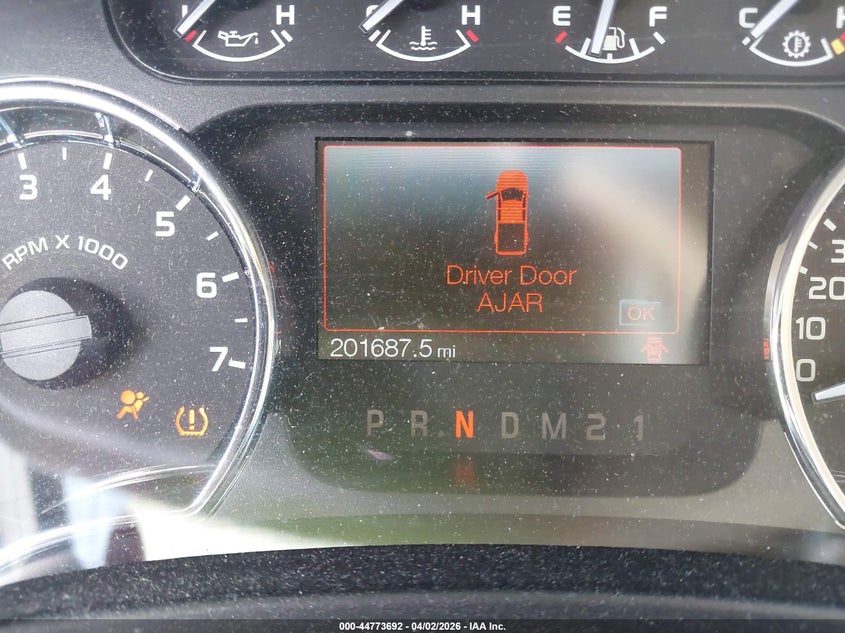 H H E F C
3 4 5 6 7
RPM X 1000
Driver Door
AJAR
OK
201687.5 mi
P R N D M 2 1
20
10
0
000-44773692 - 04/02/2026 - IAA Inc.